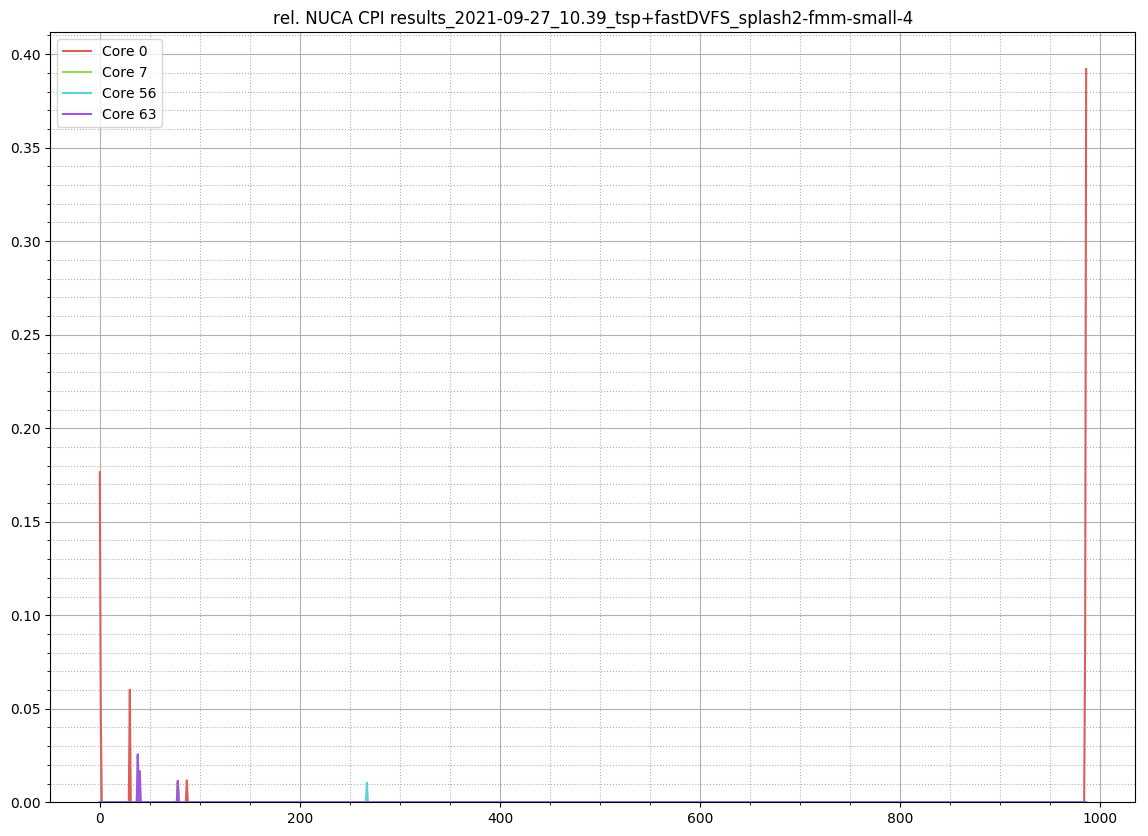 rel. NUCA CPI results_2021-09-27_10.39_tsp+fastDVFS_splash2-fmm-small-4
Core 0
Core 7
Core 56
Core 63
0.40
0.35
0.30
0.25
0.20
0.15
0.10
0.05
0.00
0 200 400 600 800 1000